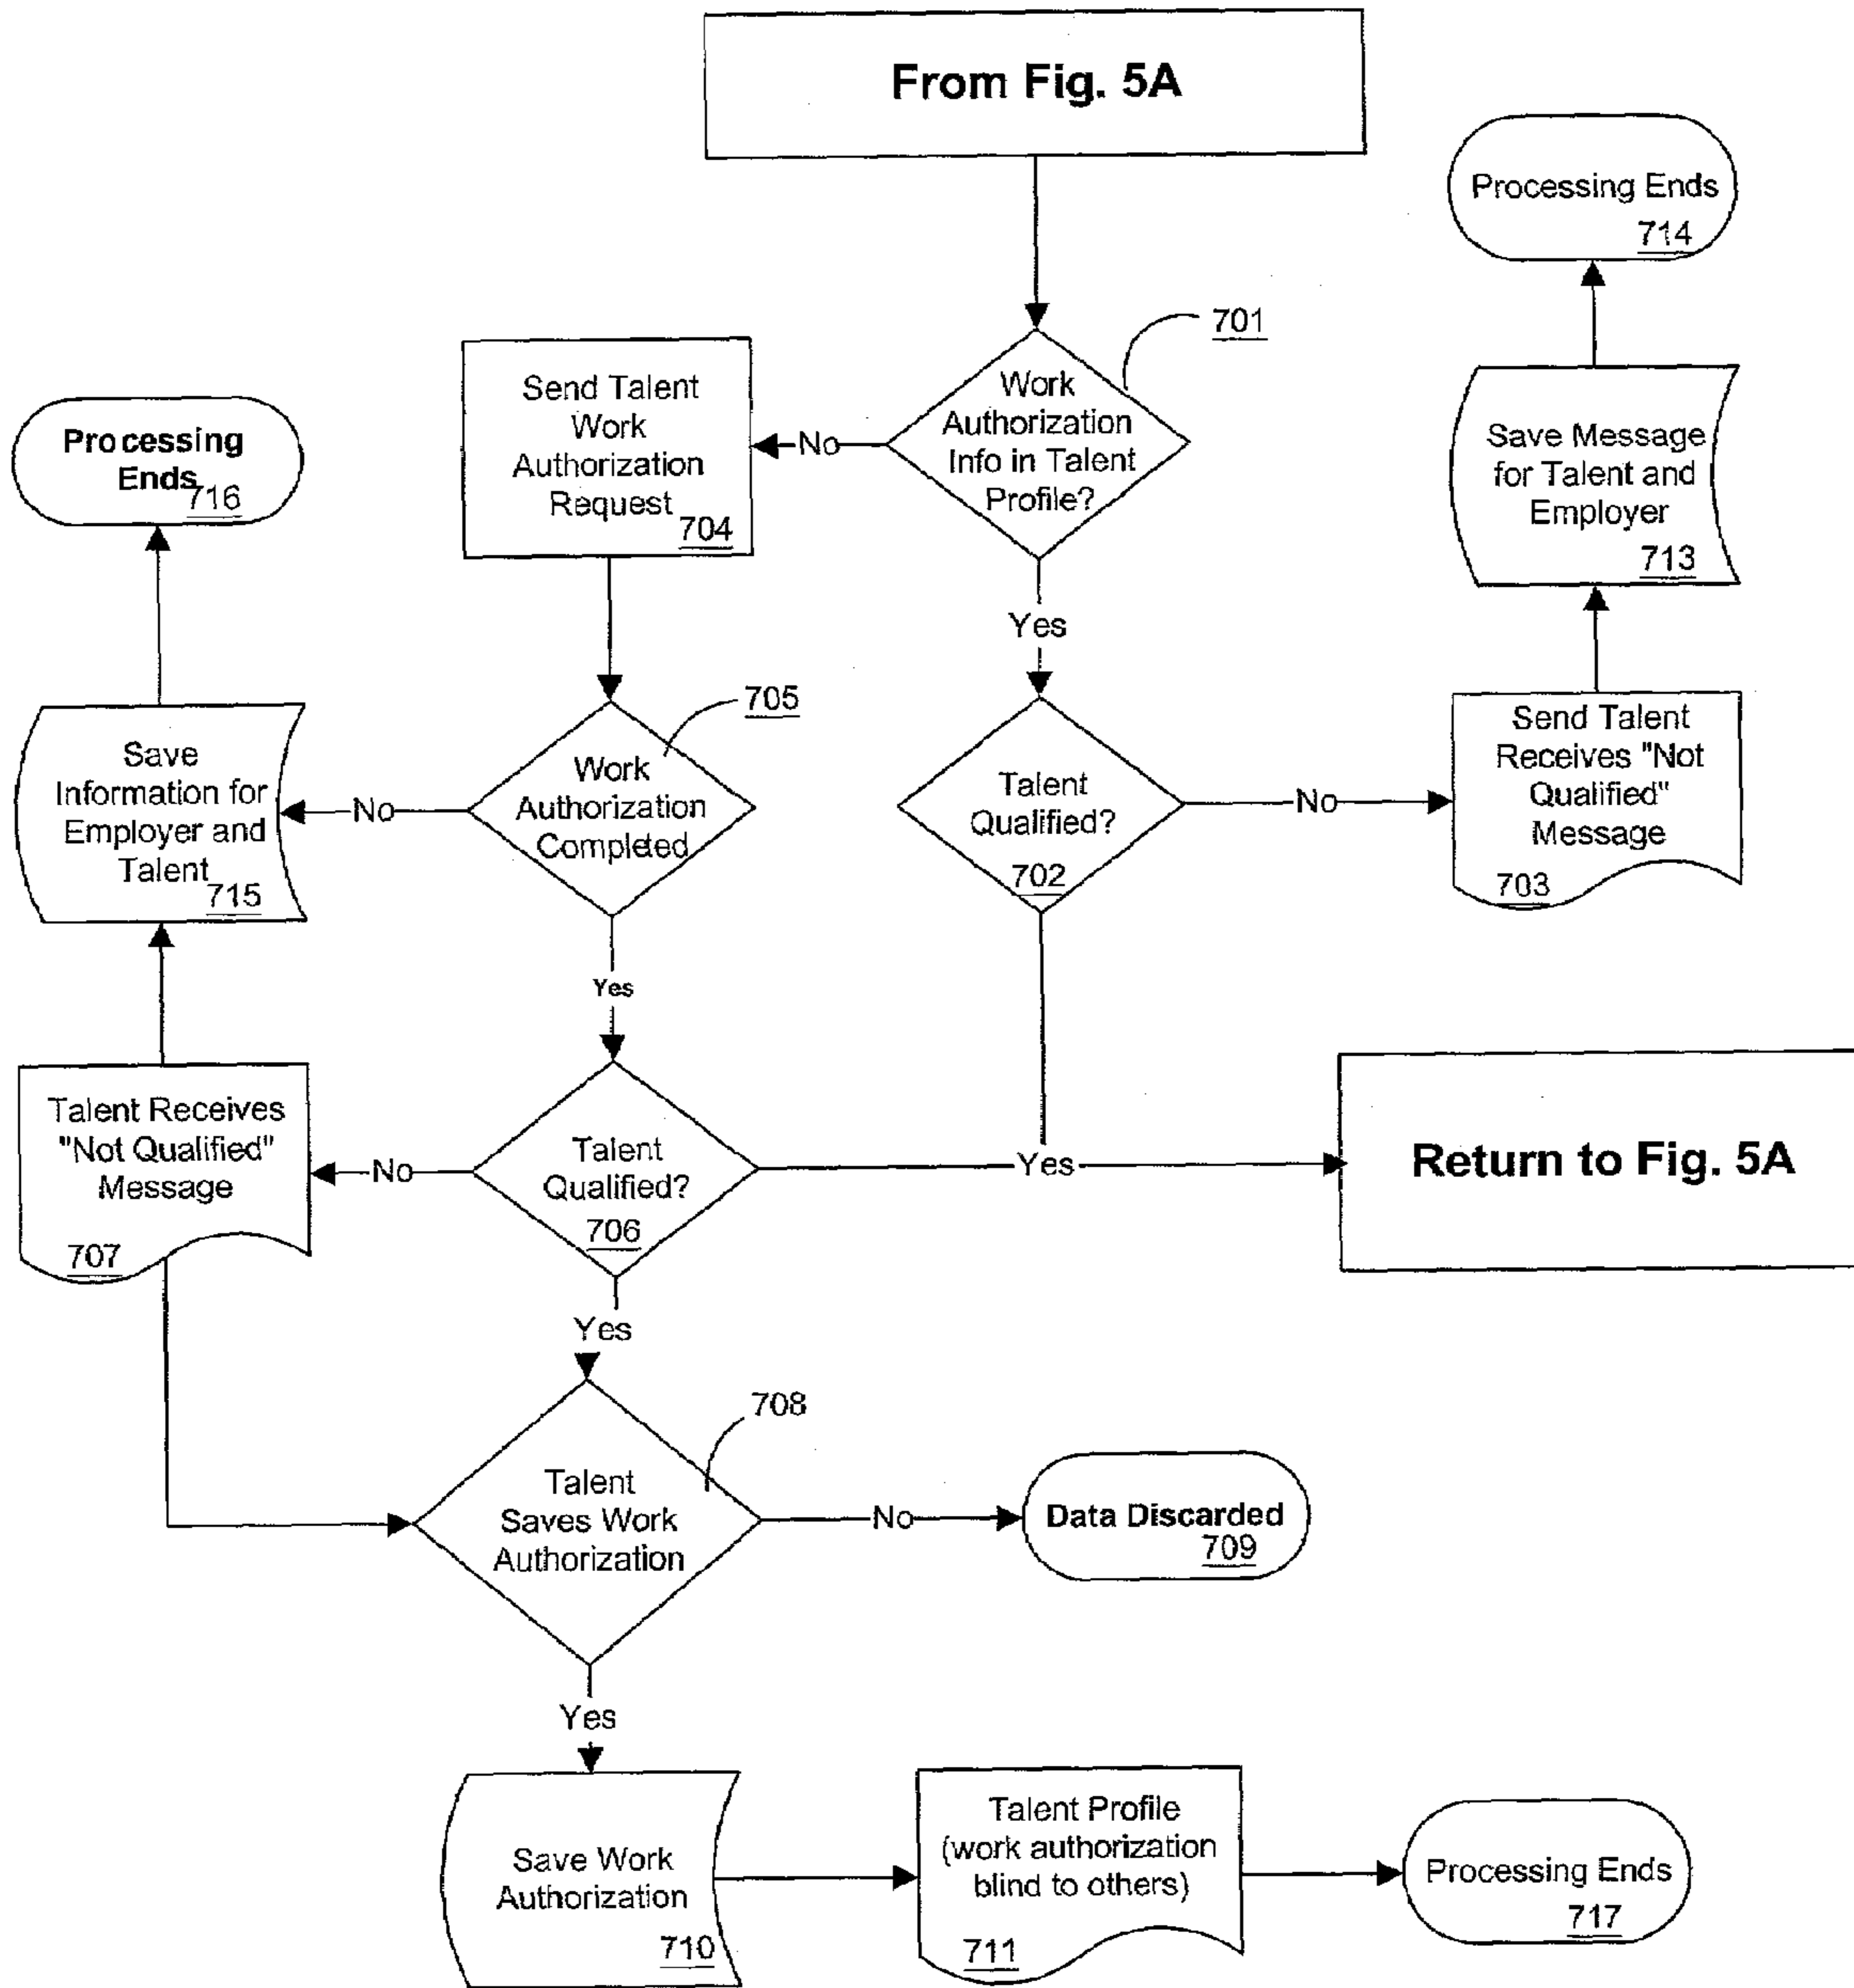 From Fig. 5A
Processing Ends
714
701
Work
Authorization
Info in Talent
Profile?
No
Send Talent
Work
Authorization
Request
704
Save Message
for Talent and
Employer
713
Processing
Ends
716
Yes
705
Send Talent
Receives "Not
Qualified"
Message
703
Save
Information for
Employer and
Talent
715
No
Work
Authorization
Completed
Talent
Qualified?
702
No
Yes
Talent Receives
"Not Qualified"
Message
707
No
Talent
Qualified?
706
Yes
Return to Fig. 5A
Yes
708
Talent
Saves Work
Authorization
No
Data Discarded
709
Yes
Save Work
Authorization
710
Talent Profile
(work authorization
blind to others)
711
Processing Ends
717